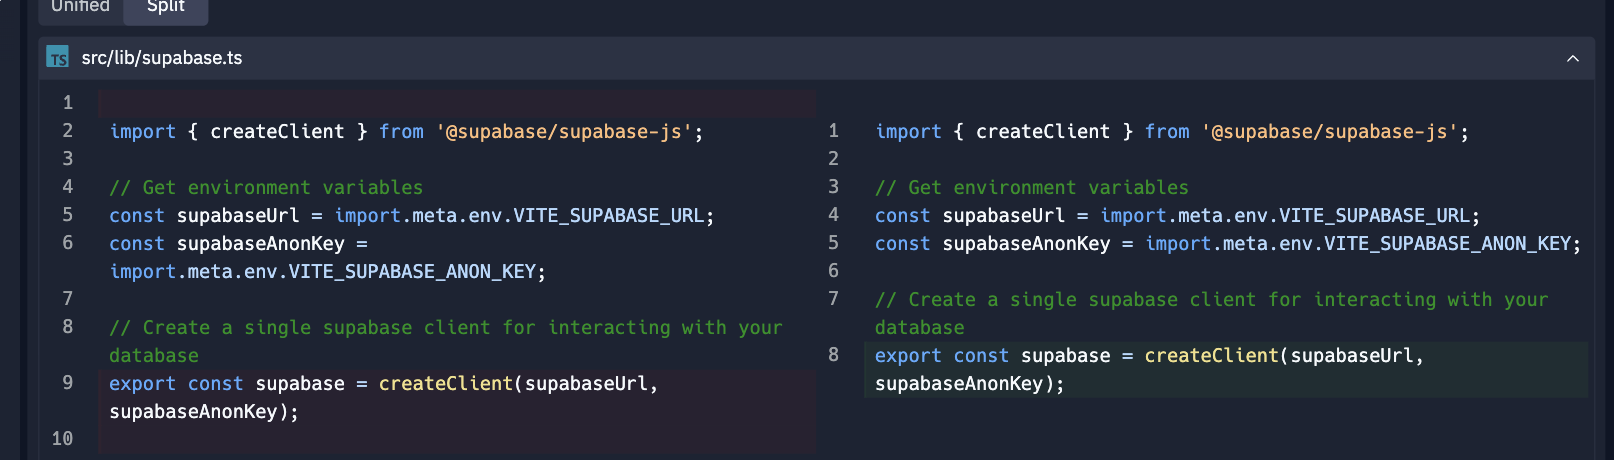 Unified Split
TS src/lib/supabase.ts
1
2 import { createClient } from '@supabase/supabase-js';
3
4 // Get environment variables
5 const supabaseUrl = import.meta.env.VITE_SUPABASE_URL;
6 const supabaseAnonKey =
import.meta.env.VITE_SUPABASE_ANON_KEY;
7
8 // Create a single supabase client for interacting with your
database
9 export const supabase = createClient(supabaseUrl,
supabaseAnonKey);
10
1 import { createClient } from '@supabase/supabase-js';
2
3 // Get environment variables
4 const supabaseUrl = import.meta.env.VITE_SUPABASE_URL;
5 const supabaseAnonKey = import.meta.env.VITE_SUPABASE_ANON_KEY;
6
7 // Create a single supabase client for interacting with your
database
8 export const supabase = createClient(supabaseUrl,
supabaseAnonKey);